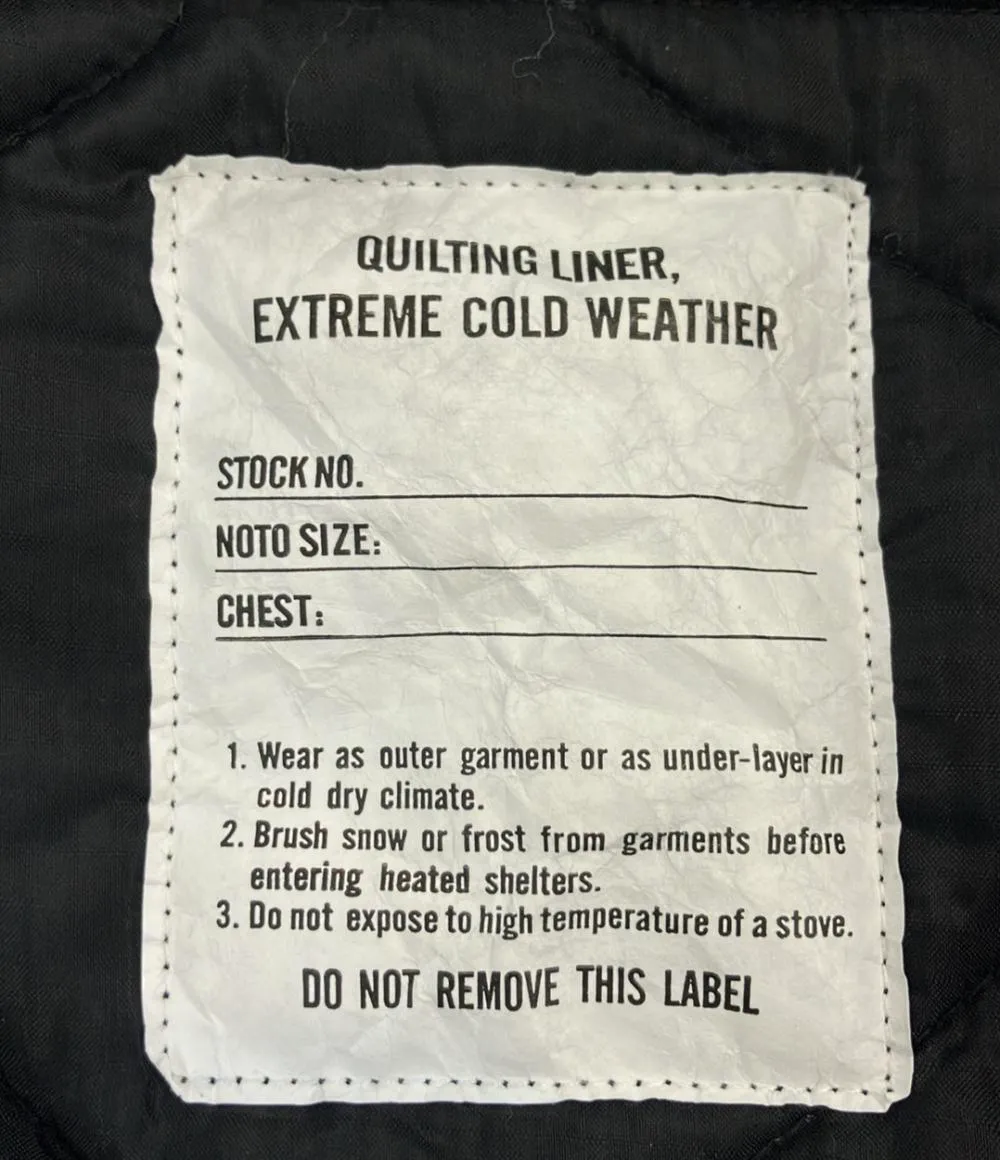 QUILTING LINER,
EXTREME COLD WEATHER
STOCK NO.
NOTO SIZE:
CHEST:
1. Wear as outer garment or as under-layer in
cold dry climate.
2. Brush snow or frost from garments before
entering heated shelters.
3. Do not expose to high temperature of a stove.
DO NOT REMOVE THIS LABEL